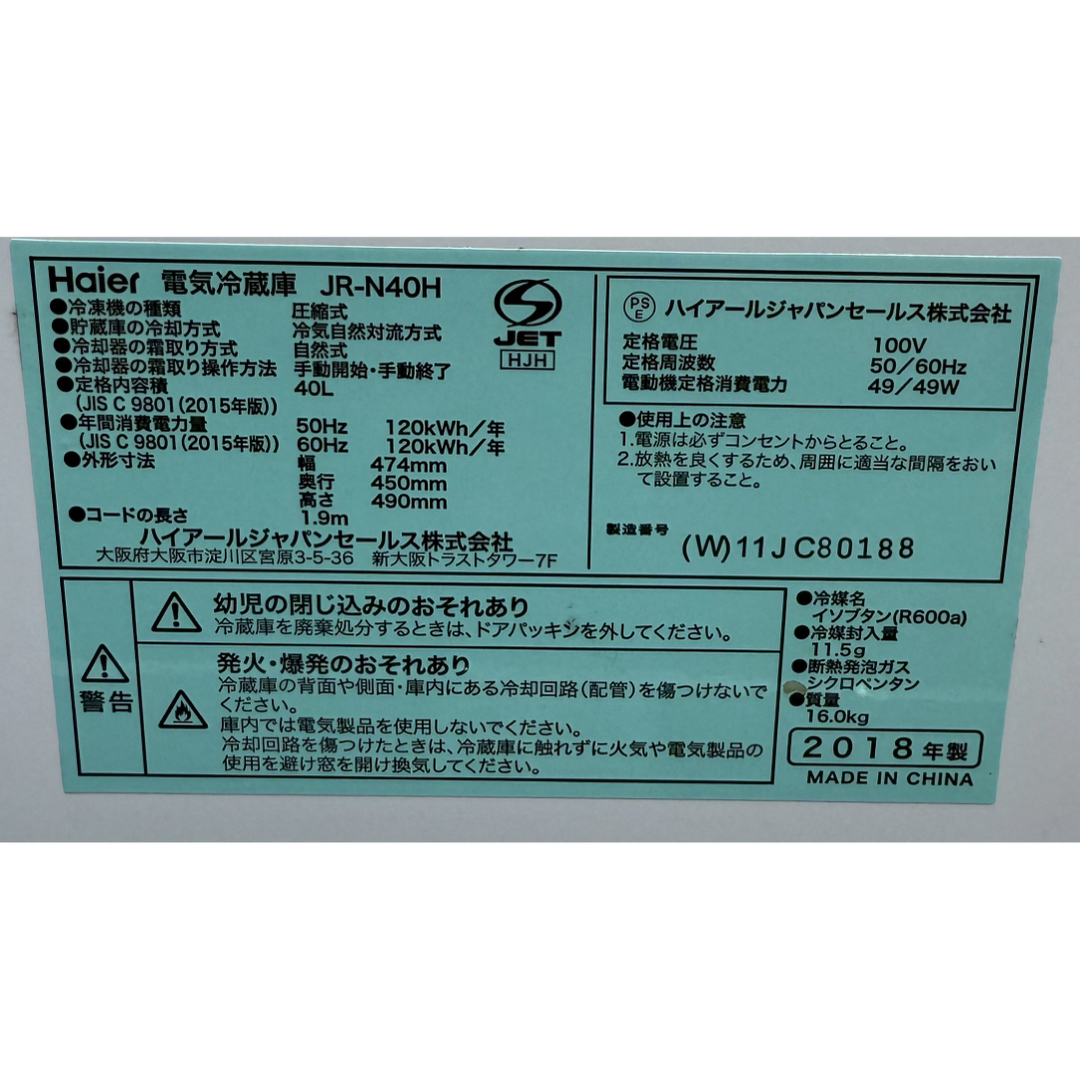 Haier 電気冷蔵庫 JR-N40H
●冷凍機の種類 圧縮式
●貯蔵庫の冷却方式 冷気自然対流方式
●冷却器の霜取り方式 自然式
●冷却器の霜取り操作方法 手動開始・手動終了
●定格内容積 40L
(JIS C 9801(2015年版))
●年間消費電力量 50Hz 120kWh/年
(JIS C 9801(2015年版)) 60Hz 120kWh/年
●外形寸法 幅 474mm
奥行 450mm
高さ 490mm
●コードの長さ 1.9m
ハイアールジャパンセールス株式会社
大阪府大阪市淀川区宮原3-5-36 新大阪トラストタワー7F
S
JET
HJH
PSE ハイアールジャパンセールス株式会社
定格電圧 100V
定格周波数 50/60Hz
電動機定格消費電力 49/49W
●使用上の注意
1.電源は必ずコンセントからとること。
2.放熱を良くするため、周囲に適当な間隔をおい
て設置すること。
製造番号 (W)11JC80188
警告
幼児の閉じ込みのおそれあり
冷蔵庫を廃棄処分するときは、ドアパッキンを外してください。
発火・爆発のおそれあり
冷蔵庫の背面や側面・庫内にある冷却回路(配管)を傷つけないで
ください。
庫内では電気製品を使用しないでください。
冷却回路を傷つけたときは、冷蔵庫に触れずに火気や電気製品の
使用を避け窓を開け換気してください。
●冷媒名
イソブタン(R600a)
●冷媒封入量
11.5g
●断熱発泡ガス
シクロペンタン
●質量
16.0kg
2018年製
MADE IN CHINA